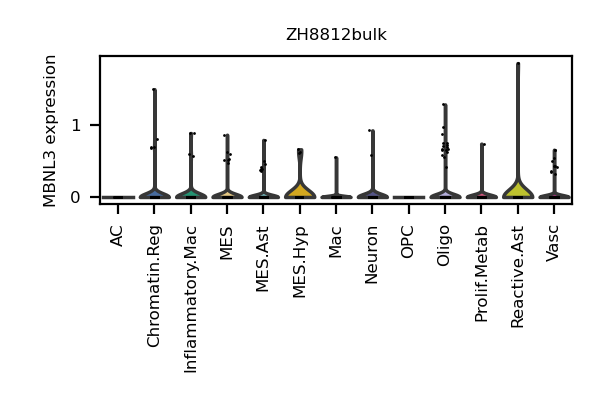 ZH8812bulk
MBNL3 expression
1
0
AC
Chromatin.Reg
Inflammatory.Mac
MES
MES.Ast
MES.Hyp
Mac
Neuron
OPC
Oligo
Prolif.Metab
Reactive.Ast
Vasc